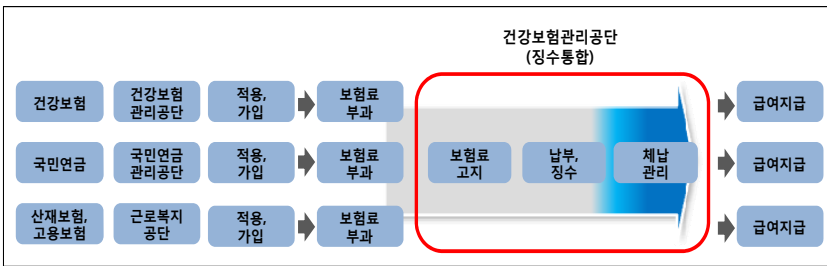 건강보험관리공단
(징수통합)
건강보험
건강보험
관리공단
적용,
가입
보험료
부과
급여지급
국민연금
국민연금
관리공단
적용,
가입
보험료
부과
보험료
고지
납부,
징수
체납
관리
급여지급
산재보험,
고용보험
근로복지
공단
적용,
가입
보험료
부과
급여지급